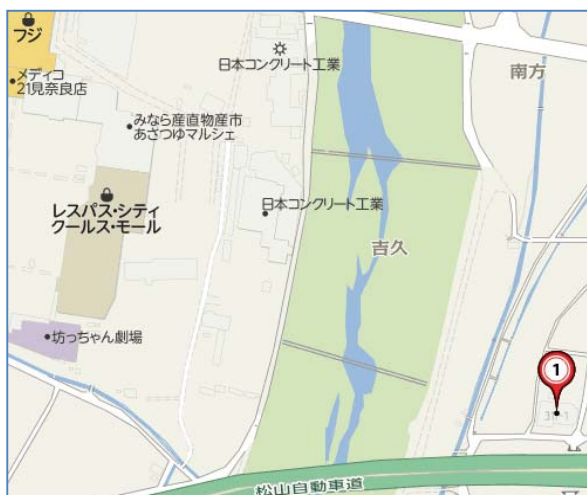 フジ
メディコ
21見奈良店
みなら産直物産市
あさつゆマルシェ
レスパス・シティ
クールス・モール
坊っちゃん劇場
日本コンクリート工業
日本コンクリート工業
吉久
南方
1
松山自動車道